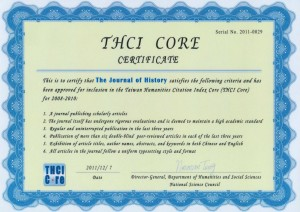 Serial No. 2011-0029
THCI CORE
CERTIFICATE
This is to certify that The Journal of History satisfies the following criteria and has
been approved for inclusion in the Taiwan Humanities Citation Index Core (THCI Core)
for 2008-2010:
1. A journal publishing scholarly articles
2. The journal itself has undergone rigorous evaluations and is deemed to maintain a high academic standard
3. Regular and uninterrupted publication in the last three years
4. Publication of more than six double-blind peer-reviewed articles in each of the last three years
5. Exhibition of article titles, author names, abstracts, and keywords in both Chinese and English
6. All articles in the journal follow a uniform typesetting style and format
THCI
Core
2011/12/
Date
Director-General, Department of Humanities and Social Sciences
National Science Council